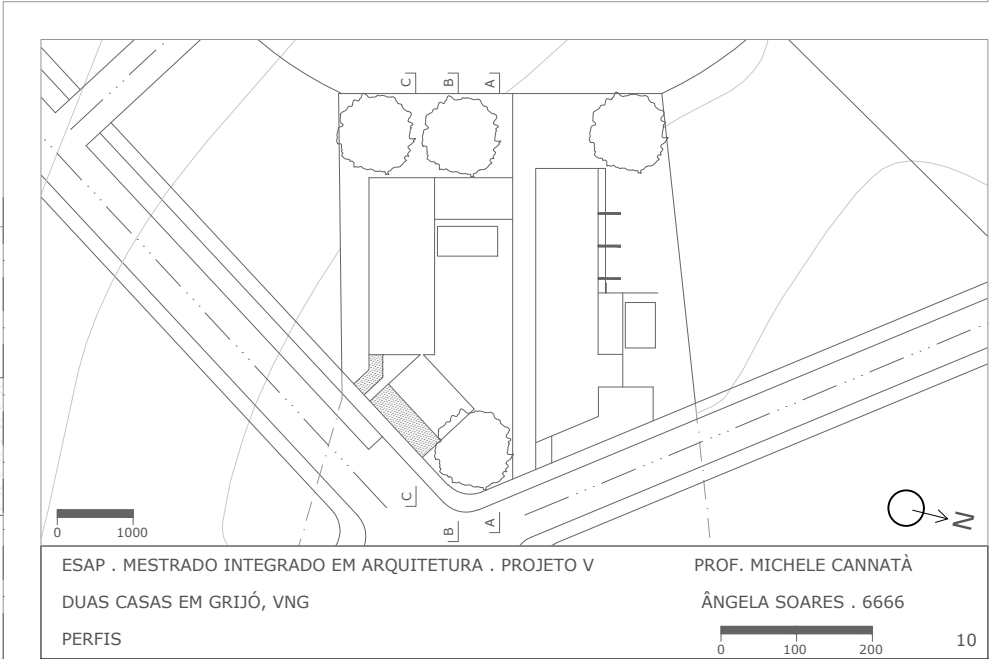 C B A
C B A
0 1000
N
ESAP . MESTRADO INTEGRADO EM ARQUITETURA . PROJETO V
PROF. MICHELE CANNATÀ
DUAS CASAS EM GRIJÓ, VNG
ÂNGELA SOARES . 6666
PERFIS
0 100 200
10